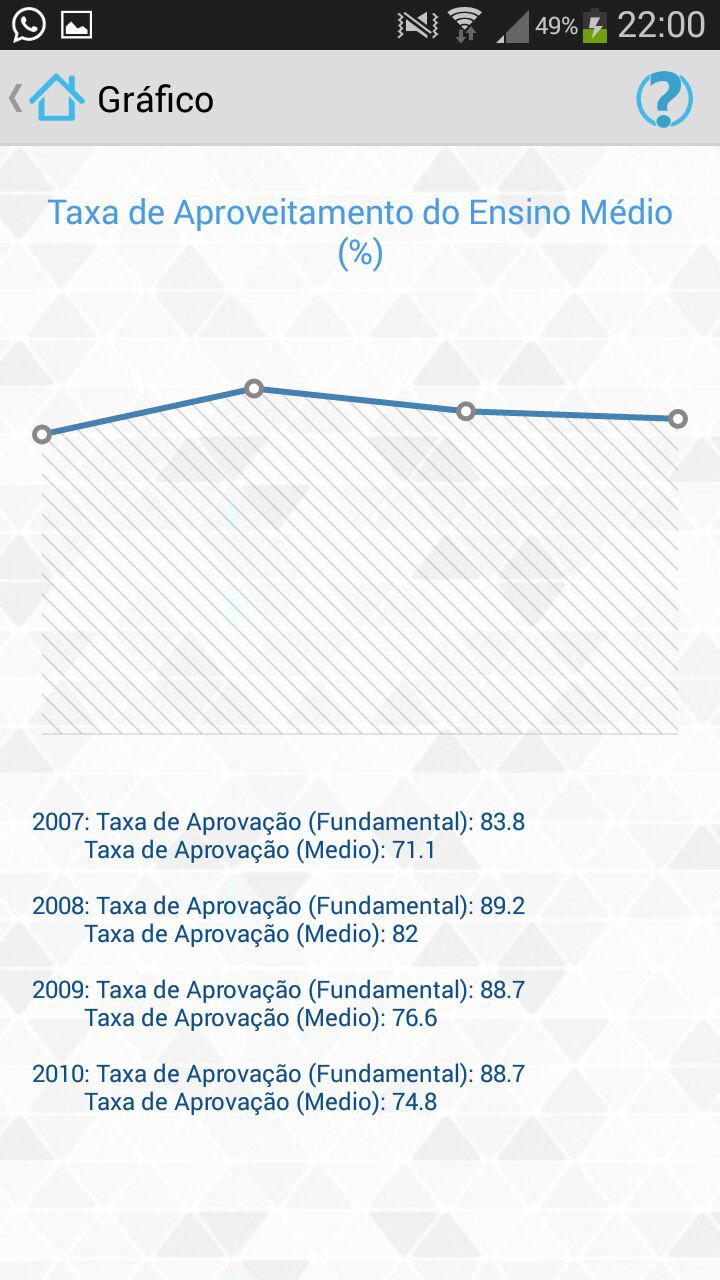 49% 22:00
Gráfico
Taxa de Aproveitamento do Ensino Médio
(%)
2007: Taxa de Aprovação (Fundamental): 83.8
Taxa de Aprovação (Medio): 71.1
2008: Taxa de Aprovação (Fundamental): 89.2
Taxa de Aprovação (Medio): 82
2009: Taxa de Aprovação (Fundamental): 88.7
Taxa de Aprovação (Medio): 76.6
2010: Taxa de Aprovação (Fundamental): 88.7
Taxa de Aprovação (Medio): 74.8